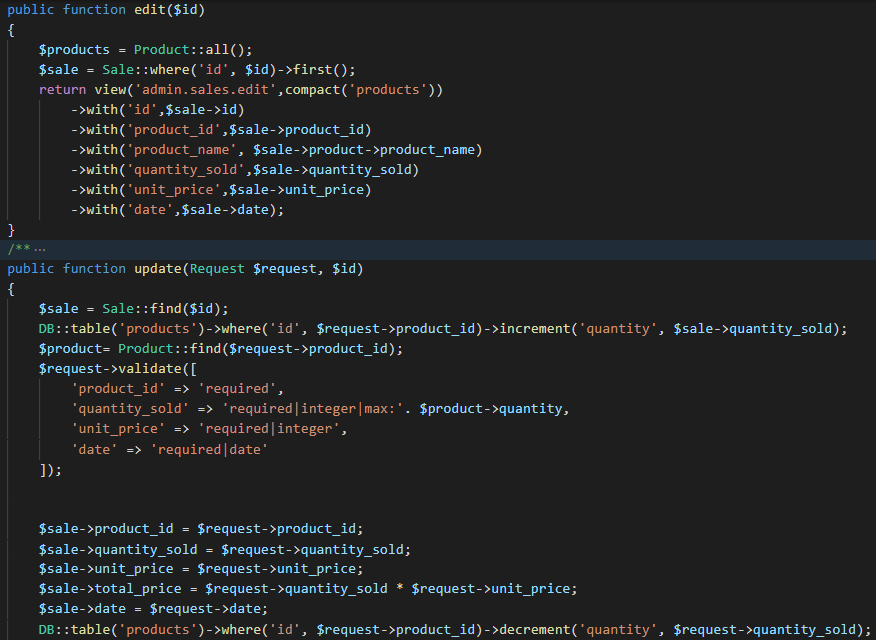 public function edit($id)
{
    $products = Product::all();
    $sale = Sale::where('id', $id)->first();
    return view('admin.sales.edit',compact('products'))
        ->with('id',$sale->id)
        ->with('product_id',$sale->product_id)
        ->with('product_name', $sale->product->product_name)
        ->with('quantity_sold',$sale->quantity_sold)
        ->with('unit_price',$sale->unit_price)
        ->with('date',$sale->date);
}
/** ···
public function update(Request $request, $id)
{
    $sale = Sale::find($id);
    DB::table('products')->where('id', $request->product_id)->increment('quantity', $sale->quantity_sold);
    $product= Product::find($request->product_id);
    $request->validate([
        'product_id' => 'required',
        'quantity_sold' => 'required|integer|max:'. $product->quantity,
        'unit_price' => 'required|integer',
        'date' => 'required|date'
    ]);
    $sale->product_id = $request->product_id;
    $sale->quantity_sold = $request->quantity_sold;
    $sale->unit_price = $request->unit_price;
    $sale->total_price = $request->quantity_sold * $request->unit_price;
    $sale->date = $request->date;
    DB::table('products')->where('id', $request->product_id)->decrement('quantity', $request->quantity_sold);